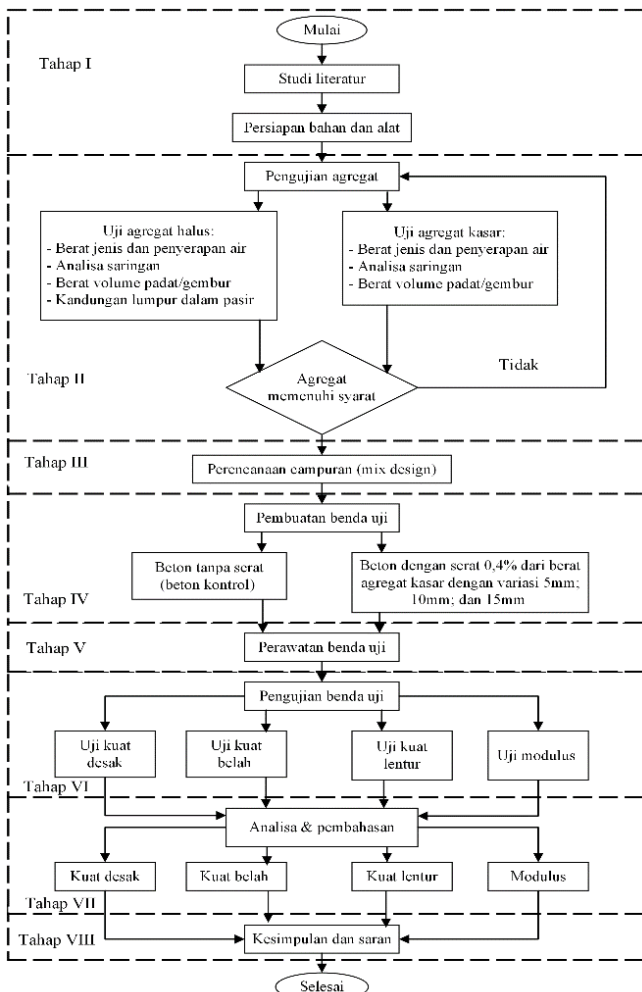 Mulai
Tahap I
Studi literatur
Persiapan bahan dan alat
Pengujian agregat
Uji agregat halus:
- Berat jenis dan penyerapan air
- Analisa saringan
- Berat volume padat/gembur
- Kandungan lumpur dalam pasir
Uji agregat kasar:
- Berat jenis dan penyerapan air
- Analisa saringan
- Berat volume padat/gembur
Tidak
Tahap II
Agregat
memenuhi syarat
Tahap III
Perencanaan campuran (mix design)
Pembuatan benda uji
Beton tanpa serat
(beton kontrol)
Beton dengan serat 0,4% dari berat
agregat kasar dengan variasi 5mm;
10mm; dan 15mm
Tahap IV
Tahap V
Perawatan benda uji
Pengujian benda uji
Uji kuat
desak
Uji kuat
belah
Uji kuat
lentur
Uji modulus
Tahap VI
Analisa & pembahasan
Kuat desak
Kuat belah
Kuat lentur
Modulus
Tahap VII
Tahap VIII
Kesimpulan dan saran
Selesai